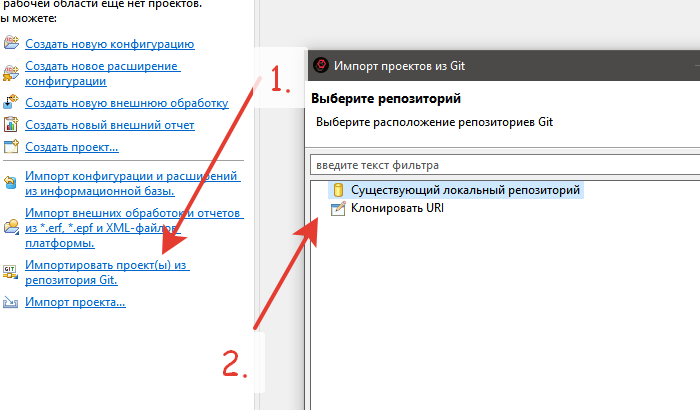 рабочей области еще нет проектов.
ы можете:
Создать новую конфигурацию
Создать новое расширение
конфигурации
Создать новую внешнюю обработку
Создать новый внешний отчет
Создать проект...
Импорт конфигурации и расширений
из информационной базы.
Импорт внешних обработок и отчетов
из *.erf, *.epf и XML-файлов
платформы.
Импортировать проект(ы) из
GIT
репозитория Git.
Импорт проекта...
1.
2.
Импорт проектов из Git
Выберите репозиторий
Выберите расположение репозиториев Git
введите текст фильтра
Существующий локальный репозиторий
Клонировать URI